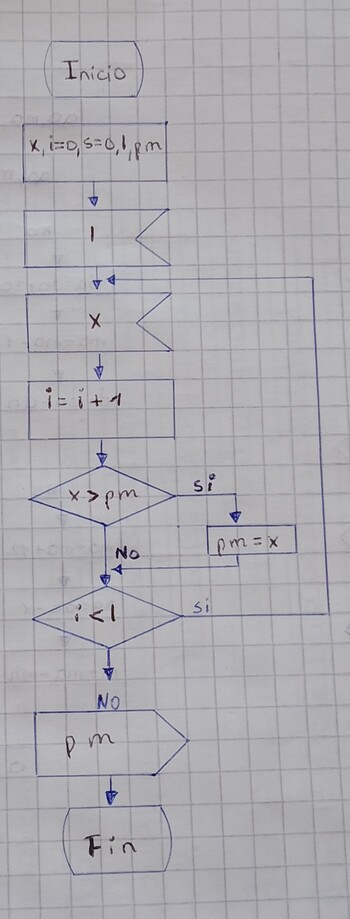 Inicio
x, i=0, s=0, l, pm
l
x
i = i + 1
x > pm
si
pm = x
No
i < l
si
No
pm
Fin